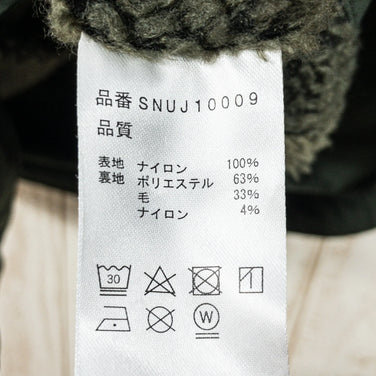 品番 SNUJ10009
品質
表地 ナイロン 100%
裏地 ポリエステル 63%
毛 33%
ナイロン 4%
30
W